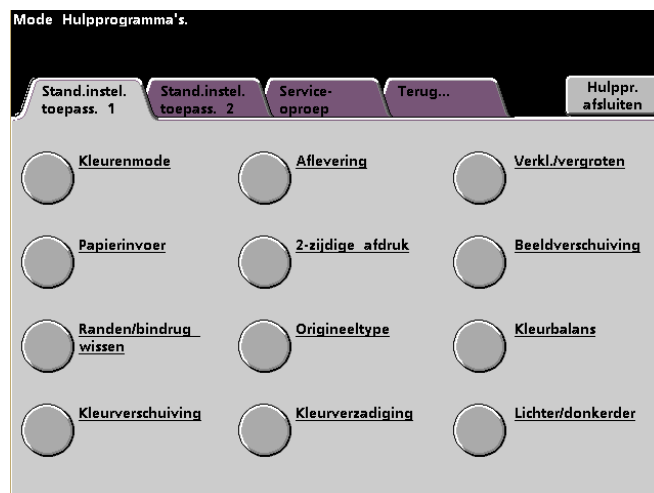 Mode Hulpprogramma's.
Stand.instel.
toepass. 1
Stand.instel.
toepass. 2
Service-
oproep
Terug...
Hulppr.
afsluiten
Kleurenmode
Aflevering
Verkl./vergroten
Papierinvoer
2-zijdige afdruk
Beeldverschuiving
Randen/bindrug
wissen
Origineeltype
Kleurbalans
Kleurverschuiving
Kleurverzadiging
Lichter/donkerder